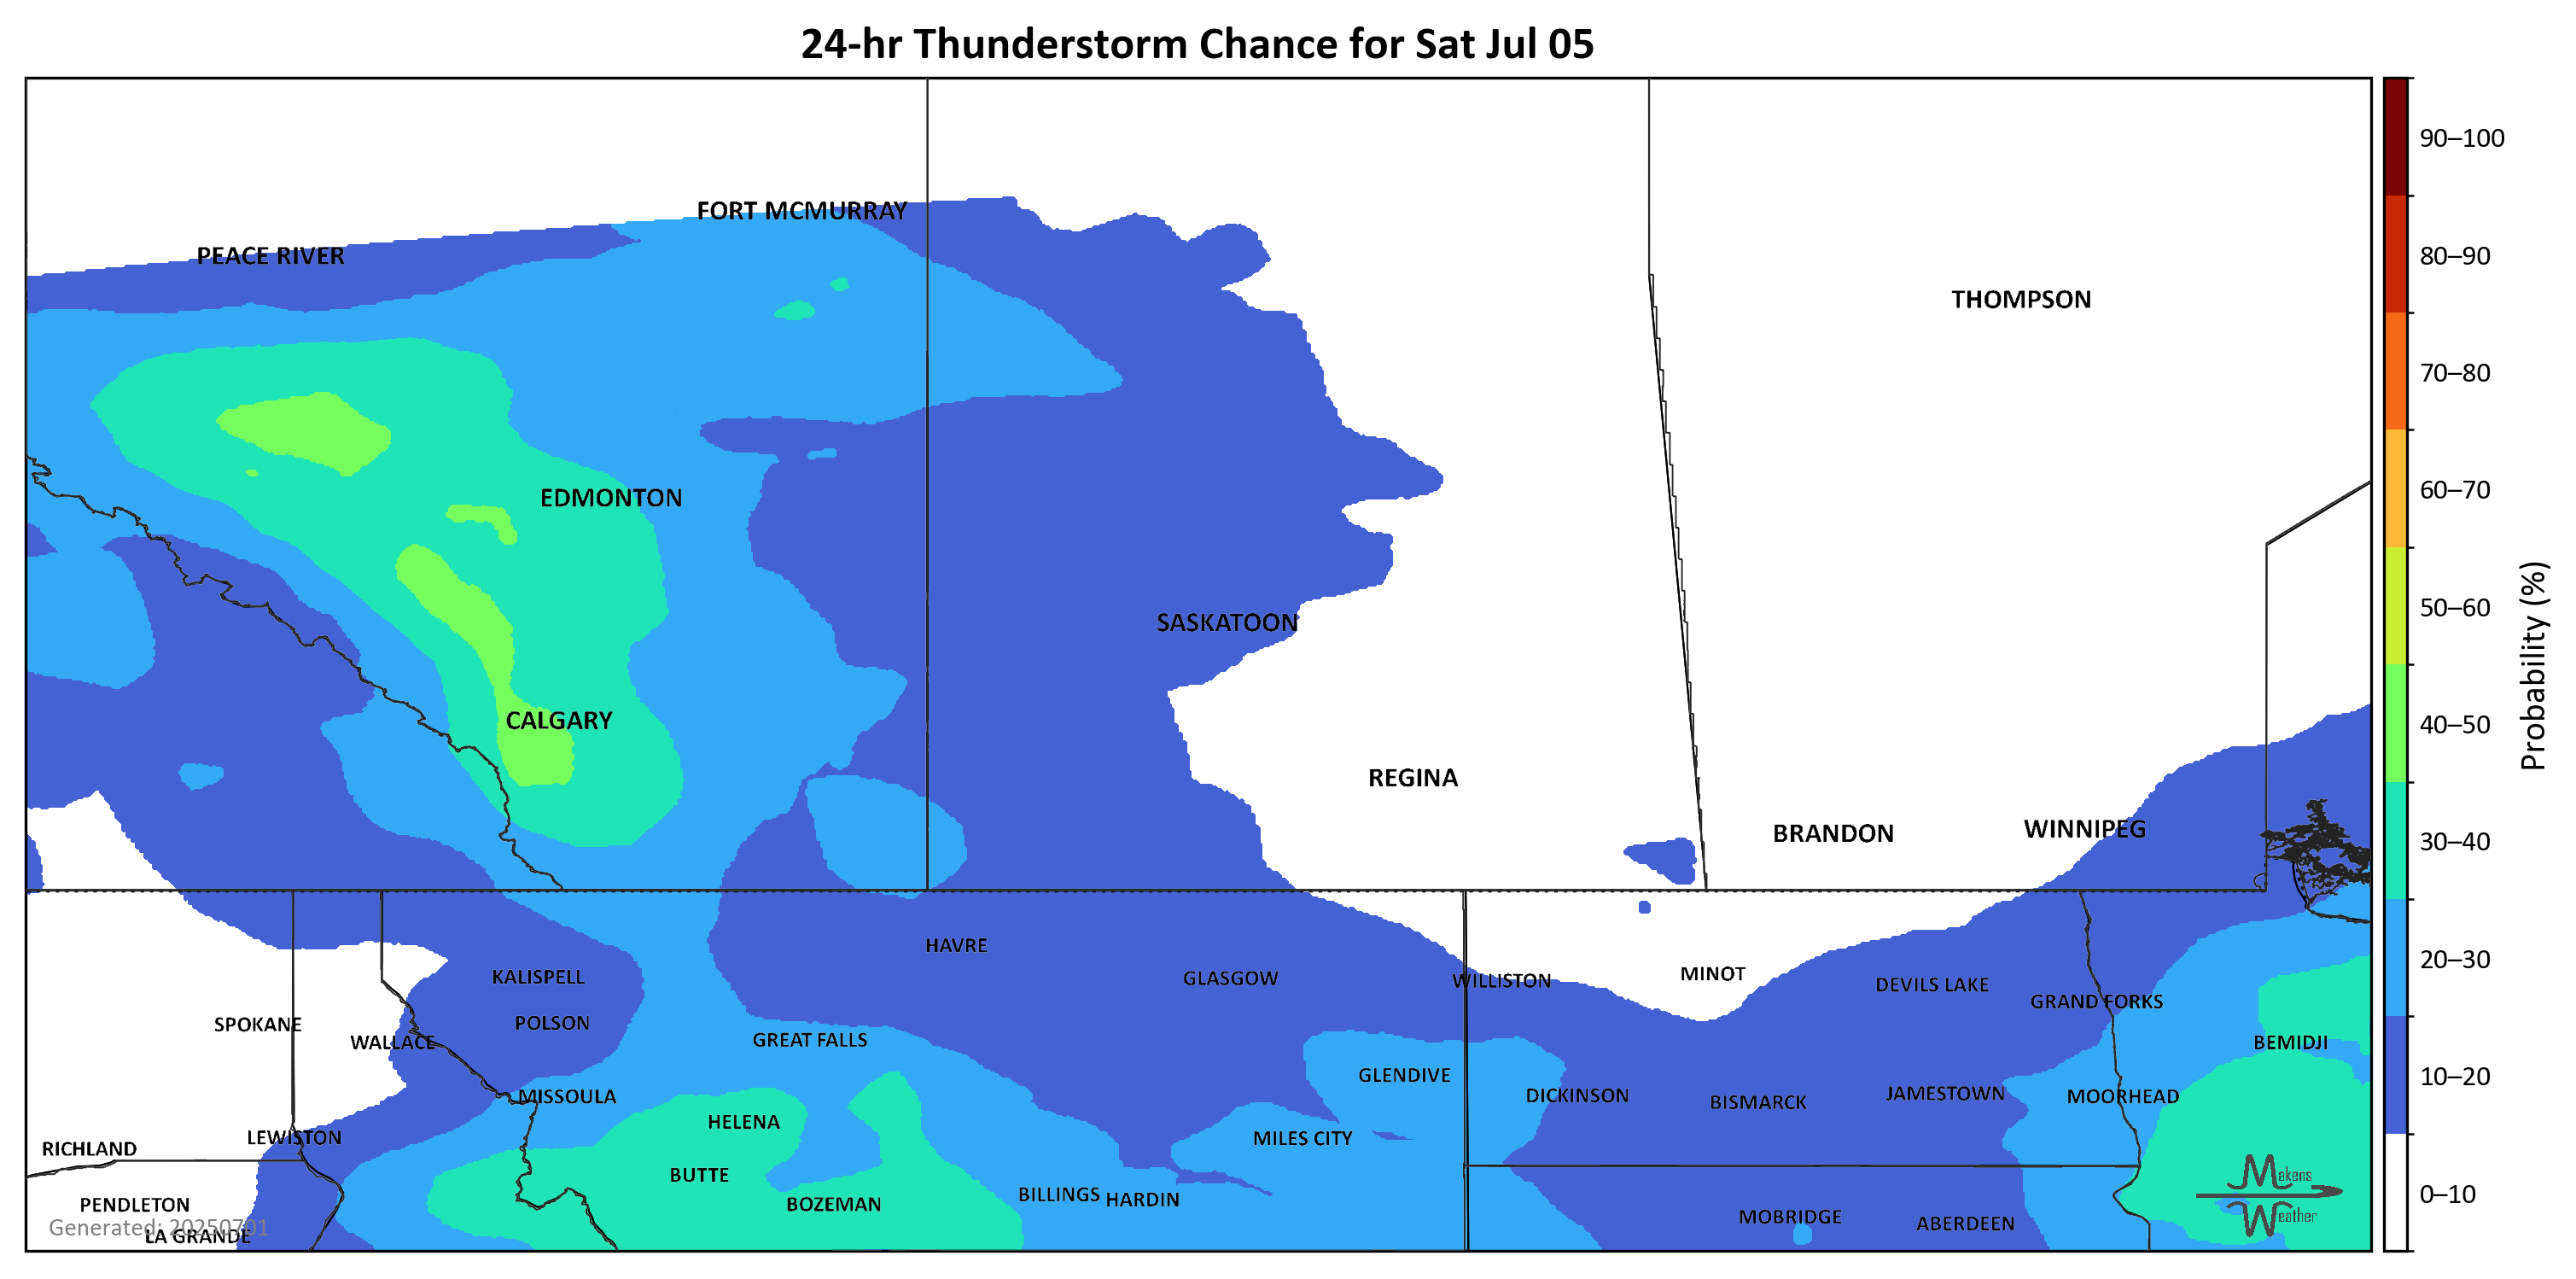 24-hr Thunderstorm Chance for Sat Jul 05
90–100
FORT MCMURRAY
PEACE RIVER
80–90
THOMPSON
70–80
60–70
EDMONTON
50–60
SASKATOON
Probability (%)
CALGARY
40–50
REGINA
WINNIPEG
BRANDON
30–40
HAVRE
20–30
MINOT
KALISPELL
GLASGOW
WILLISTON
DEVILS LAKE
GRAND FORKS
SPOKANE
POLSON
GREAT FALLS
WALLACE
BEMIDJI
GLENDIVE
10–20
MISSOULA
DICKINSON
JAMESTOWN
MOORHEAD
BISMARCK
HELENA
LEWISTON
MILES CITY
RICHLAND
BUTTE
Makens
BILLINGS
HARDIN
0–10
PENDLETON
BOZEMAN
Weather
MOBRIDGE
ABERDEEN
Generated: 20250701
LA GRANDE